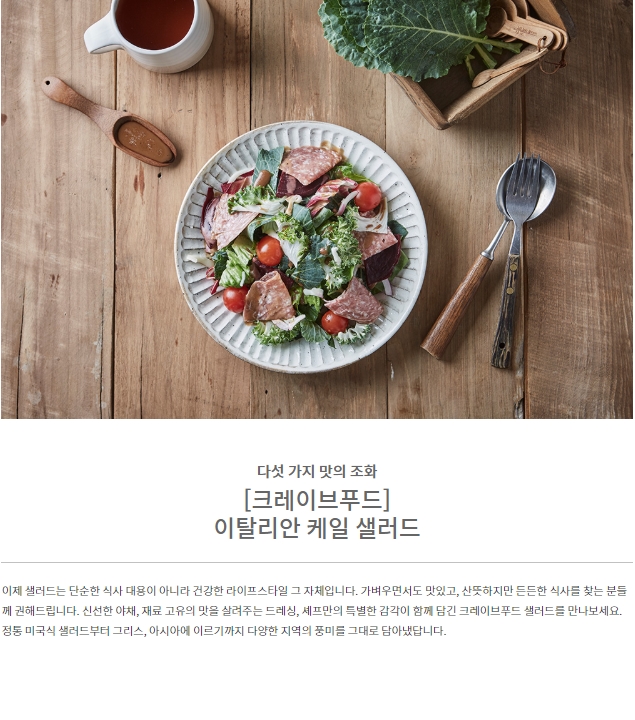 다섯 가지 맛의 조화
[크레이브푸드]
이탈리안 케일 샐러드
이제 샐러드는 단순한 식사 대용이 아니라 건강한 라이프스타일 그 자체입니다. 가벼우면서도 맛있고, 산뜻하지만 든든한 식사를 찾는 분들
께 권해드립니다. 신선한 야채, 재료 고유의 맛을 살려주는 드레싱, 셰프만의 특별한 감각이 함께 담긴 크레이브푸드 샐러드를 만나보세요.
정통 미국식 샐러드부터 그리스, 아시아에 이르기까지 다양한 지역의 풍미를 그대로 담아냈답니다.